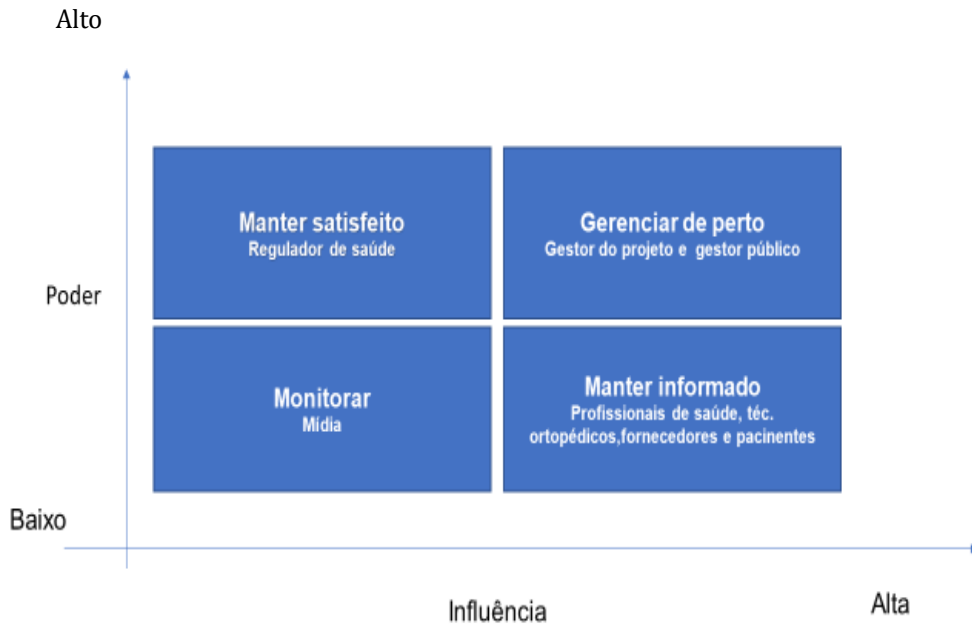 Alto
Manter satisfeito
Regulador de saúde
Gerenciar de perto
Gestor do projeto e gestor público
Poder
Monitorar
Mídia
Manter informado
Profissionais de saúde, téc.
ortopédicos,fornecedores e pacinentes
Baixo
Influência
Alta